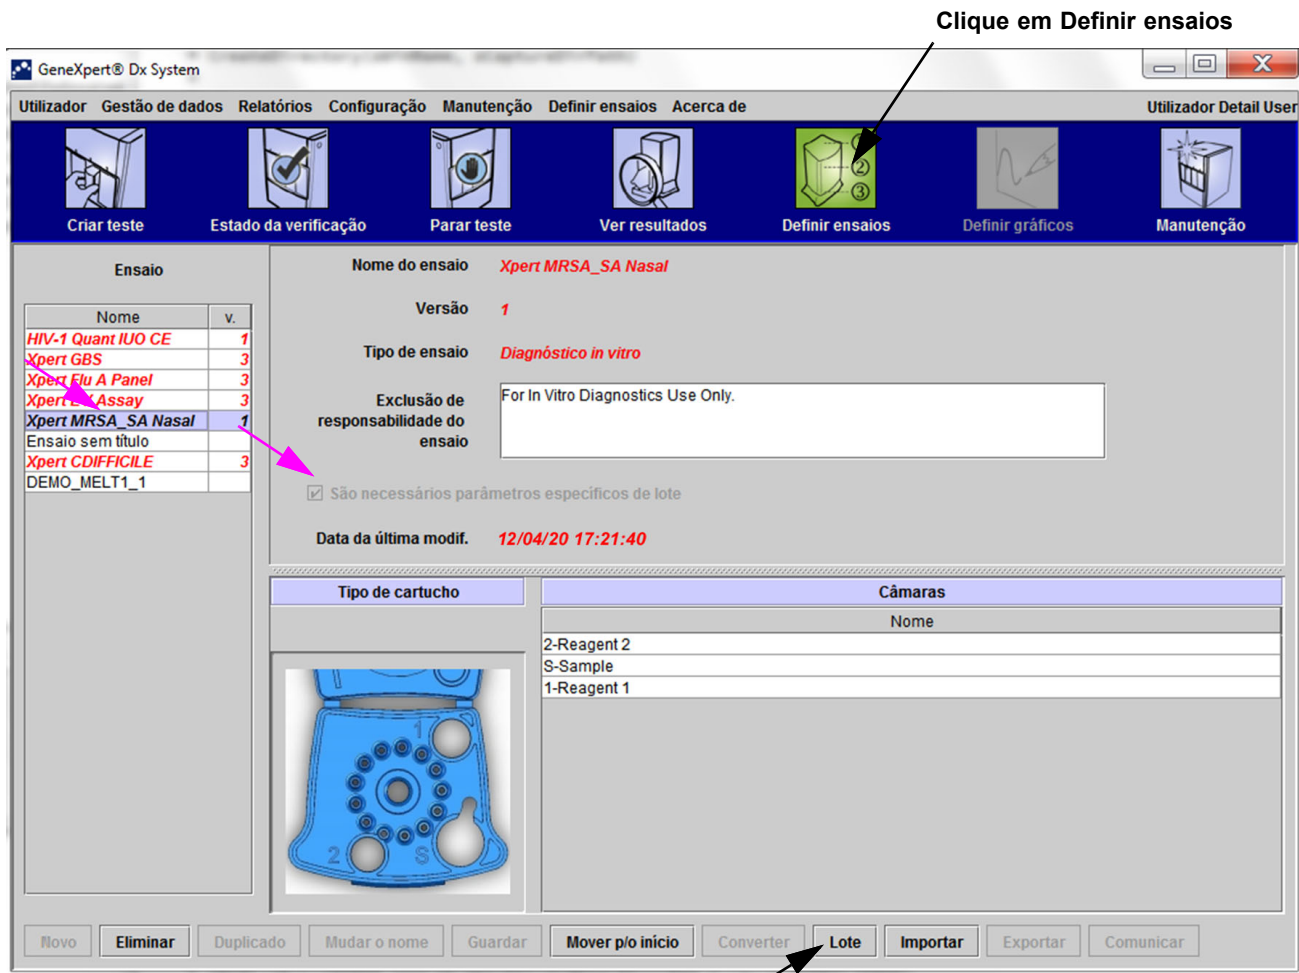 Clique em Definir ensaios
GeneXpert® Dx System
Utilizador Gestão de dados Relatórios Configuração Manutenção Definir ensaios Acerca de Utilizador Detail User
Criar teste Estado da verificação Parar teste Ver resultados Definir ensaios Definir gráficos Manutenção
Ensaio
Nome v.
HIV-1 Quant IUO CE 1
Xpert GBS 3
Xpert Flu A Panel 3
Xpert Assay 3
Xpert MRSA_SA Nasal 1
Ensaio sem título
Xpert CDIFFICILE 3
DEMO_MELT1_1
Nome do ensaio Xpert MRSA_SA Nasal
Versão 1
Tipo de ensaio Diagnóstico in vitro
Exclusão de
responsabilidade do
ensaio
For In Vitro Diagnostics Use Only.
São necessários parâmetros específicos de lote
Data da última modif. 12/04/20 17:21:40
Tipo de cartucho
1
2
S
Câmaras
Nome
2-Reagent 2
S-Sample
1-Reagent 1
Novo Eliminar Duplicado Mudar o nome Guardar Mover p/o início Converter Lote Importar Exportar Comunicar